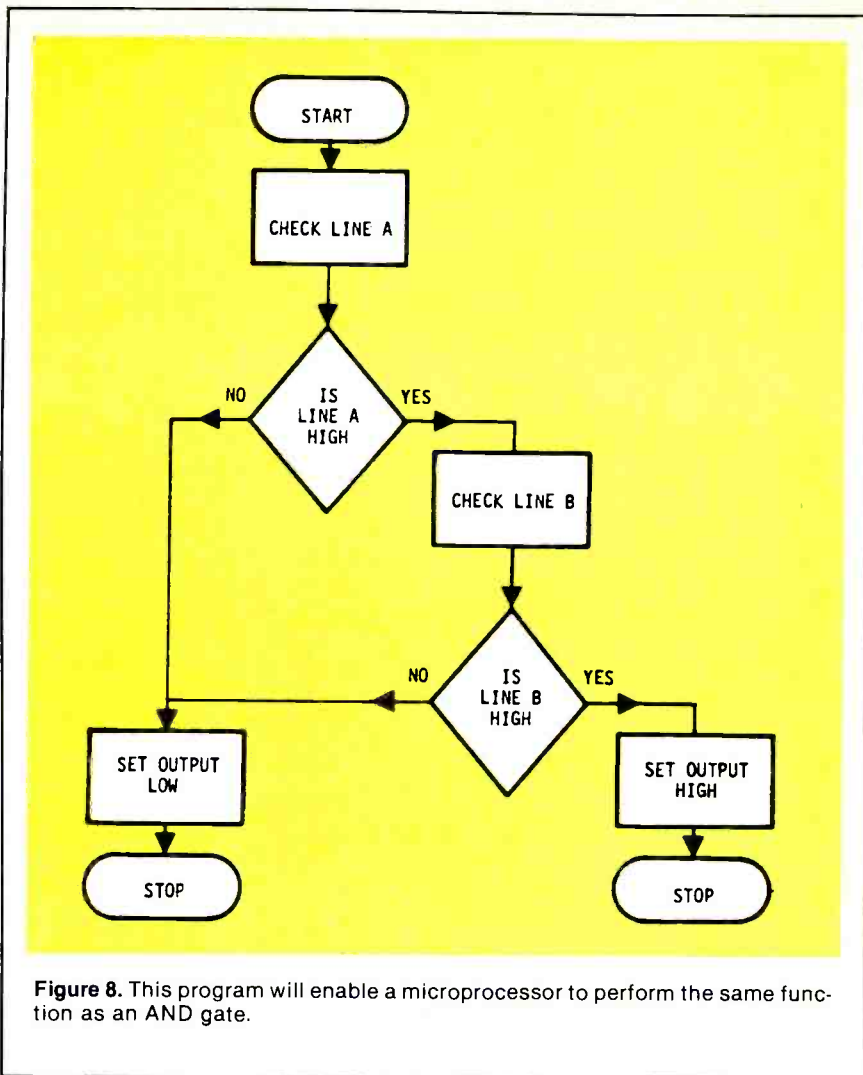 START
CHECK LINE A
NO
IS
LINE A
HIGH
YES
CHECK LINE B
NO
IS
LINE B
HIGH
YES
SET OUTPUT
LOW
SET OUTPUT
HIGH
STOP
STOP
Figure 8. This program will enable a microprocessor to perform the same func-
tion as an AND gate.